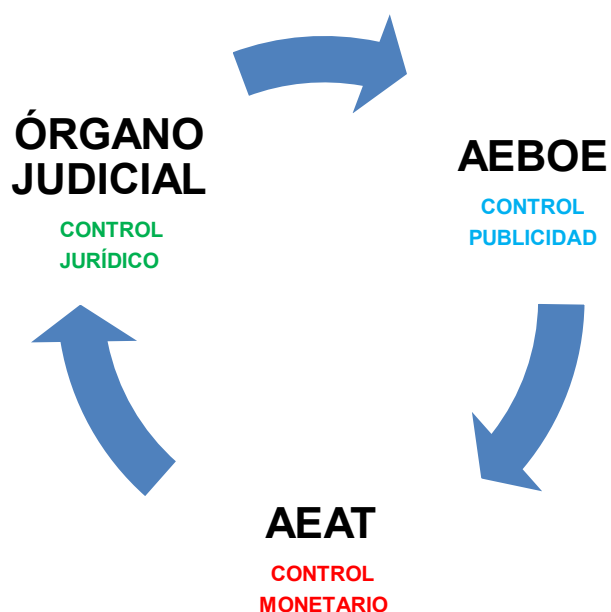 ÓRGANO
JUDICIAL
CONTROL
JURÍDICO
AEBOE
CONTROL
PUBLICIDAD
AEAT
CONTROL
MONETARIO